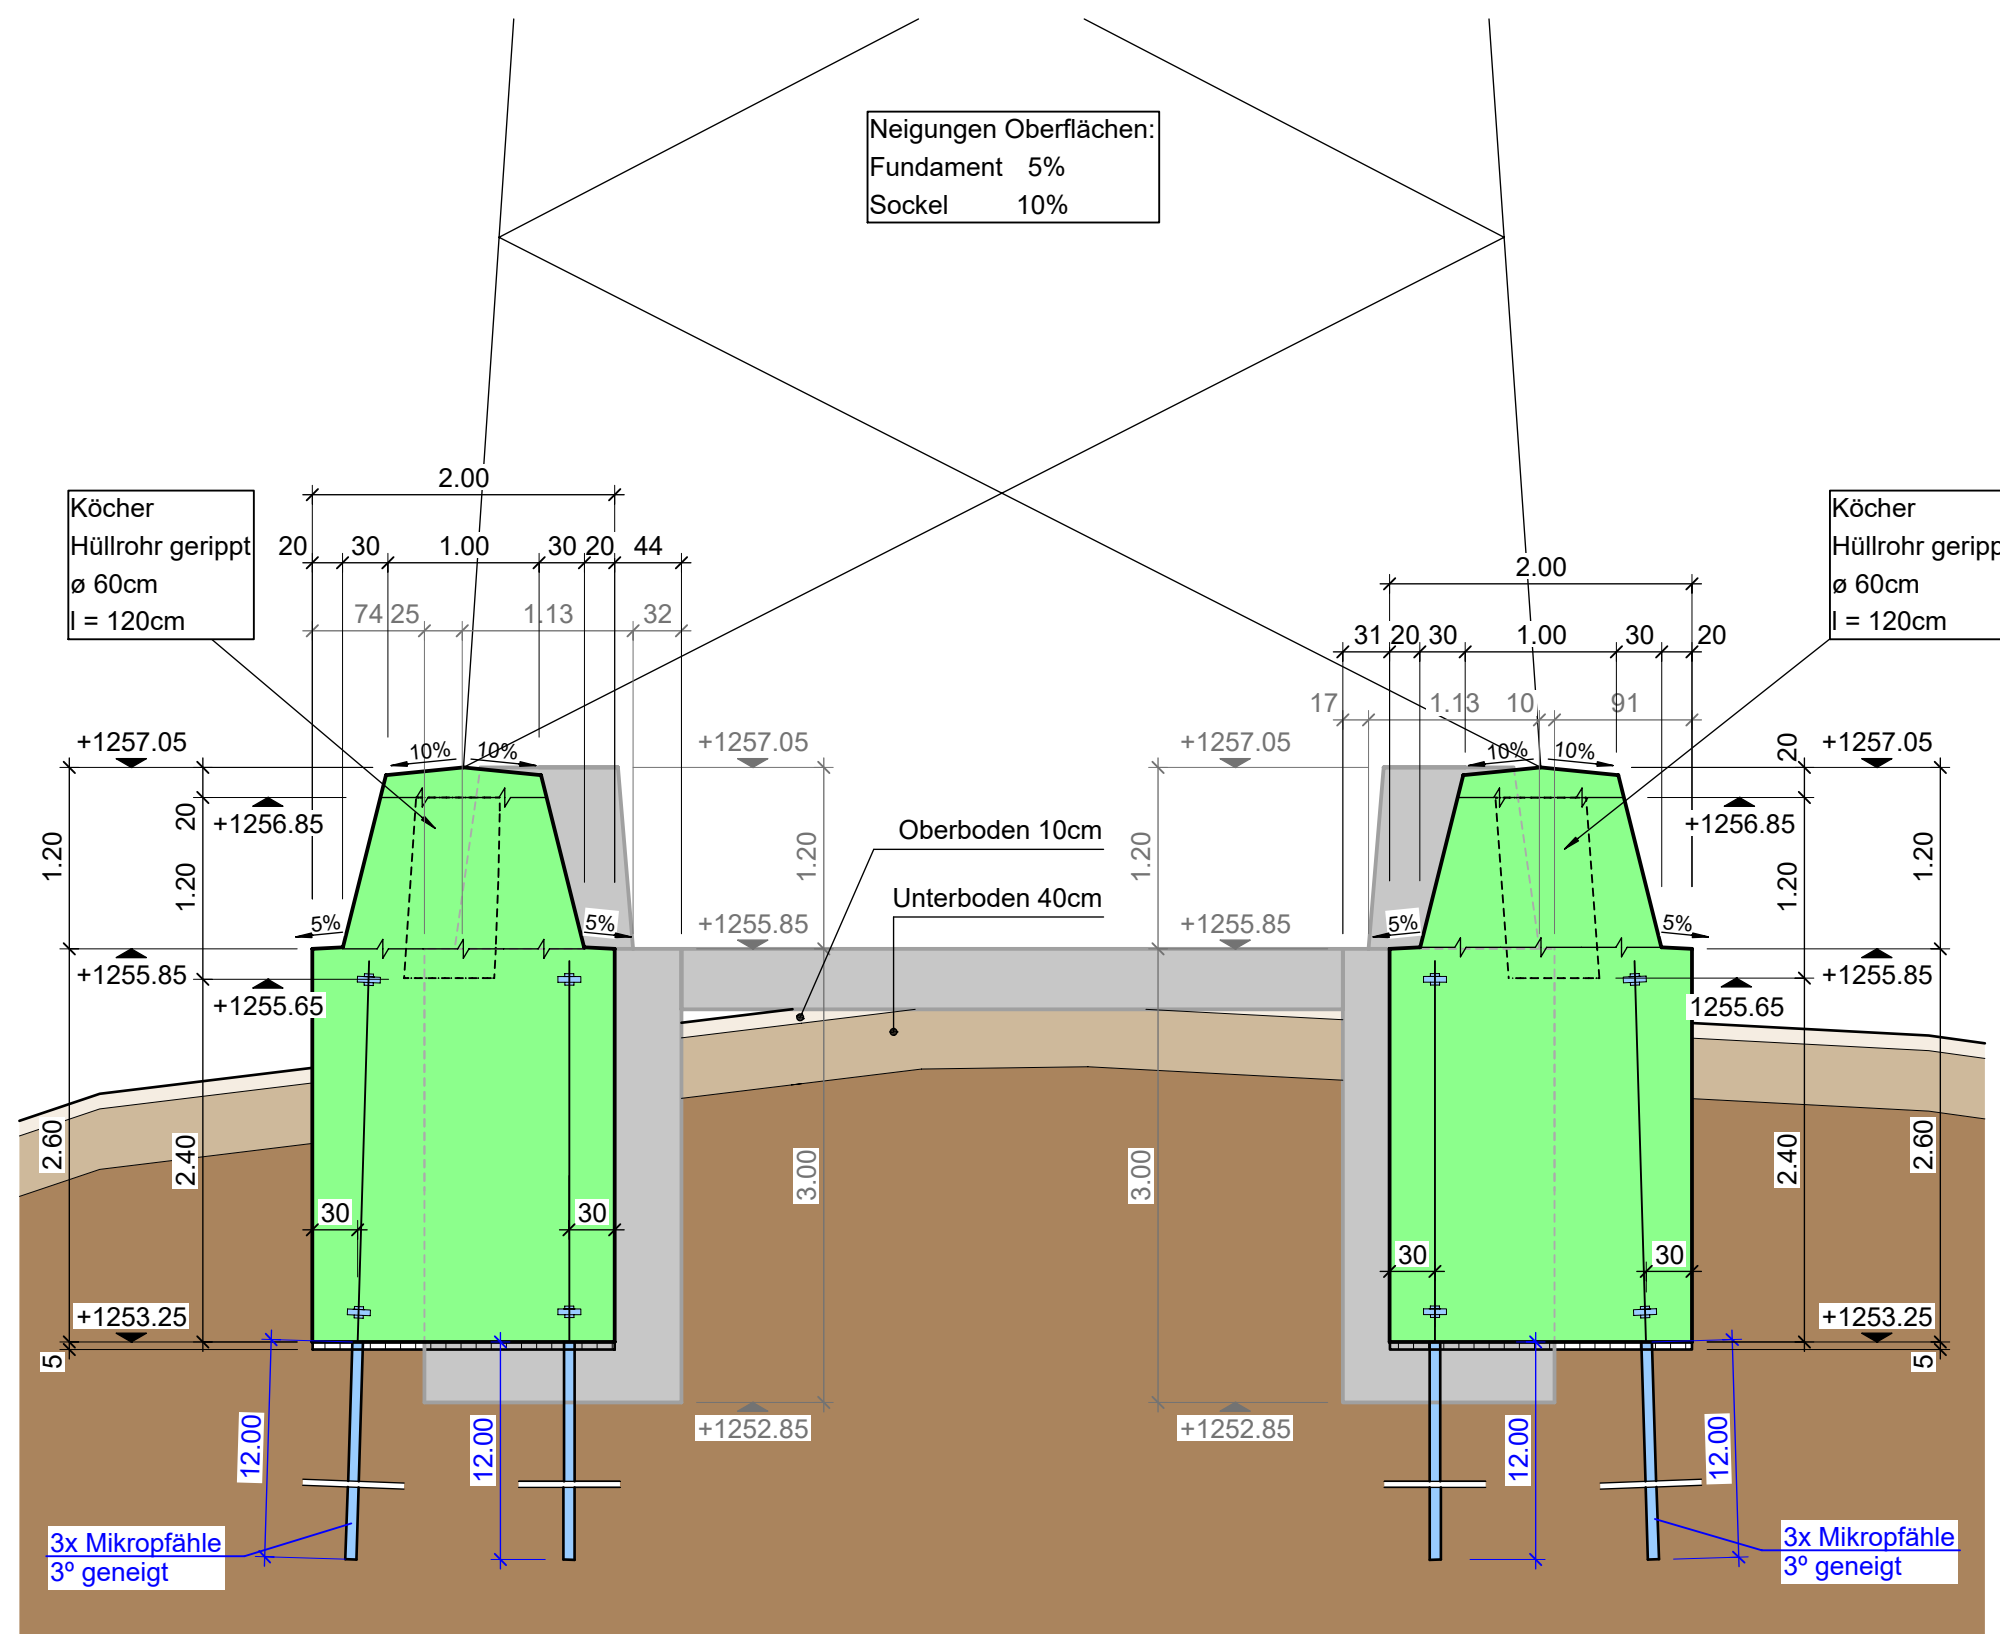 Neigungen Oberflächen:
Fundament 5%
Sockel 10%
2.00
Köcher
Hüllrohr gerippt
ø 60cm
l = 120cm
20 30 1.00 30 20 44
74 25 1.13 32
Köcher
Hüllrohr geripp
ø 60cm
l = 120cm
2.00
31 20 30 1.00 30 20
17 1.13 10 91
+1257.05
10% 10%
+1257.05
+1257.05
10% 10%
20
+1257.05
20
+1256.85
+1256.85
1.20
1.20
1.20
1.20
1.20
1.20
Oberboden 10cm
Unterboden 40cm
5%
5%
+1255.85
+1255.85
5%
5%
+1255.85
+1255.85
+1255.65
1255.65
2.60
2.40
3.00
3.00
2.40
2.60
30
30
30
30
+1253.25
+1253.25
5
5
12.00
12.00
+1252.85
+1252.85
12.00
12.00
3x Mikropfähle
3º geneigt
3x Mikropfähle
3º geneigt